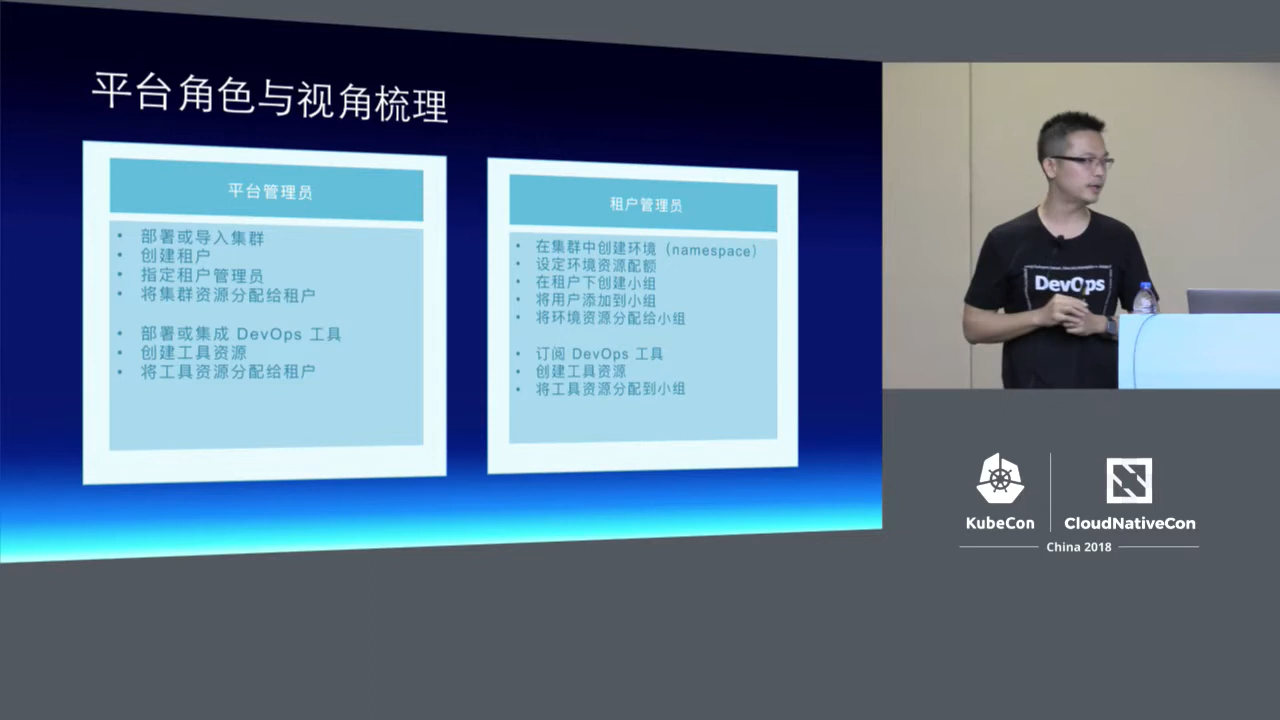 平台角色与视角梳理
平台管理员
• 部署或导入集群
• 创建租户
• 指定租户管理员
• 将集群资源分配给租户
• 部署或集成 DevOps 工具
• 创建工具资源
• 将工具资源分配给租户
租户管理员
• 在集群中创建环境（namespace）
• 设定环境资源配额
• 在租户下创建小组
• 将用户添加到小组
• 将环境资源分配给小组
• 订阅 DevOps 工具
• 创建工具资源
• 将工具资源分配到小组
DevOps
KubeCon
CloudNativeCon
China 2018